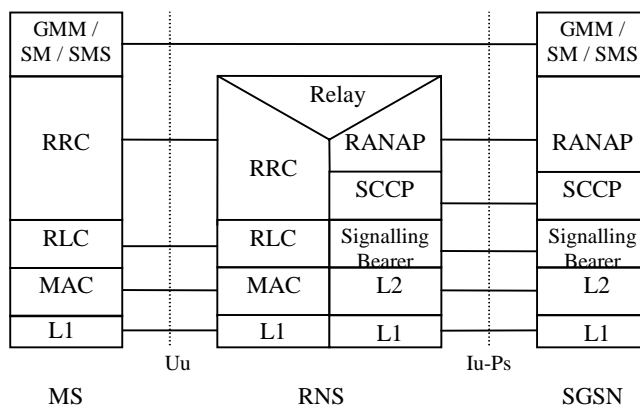 GMM /
SM / SMS
GMM /
SM / SMS
Relay
RRC
RRC
RANAP
RANAP
SCCP
SCCP
RLC
RLC
Signalling
Bearer
Signalling
Bearer
MAC
MAC
L2
L2
L1
L1
L1
L1
Uu
Iu-Ps
MS
RNS
SGSN